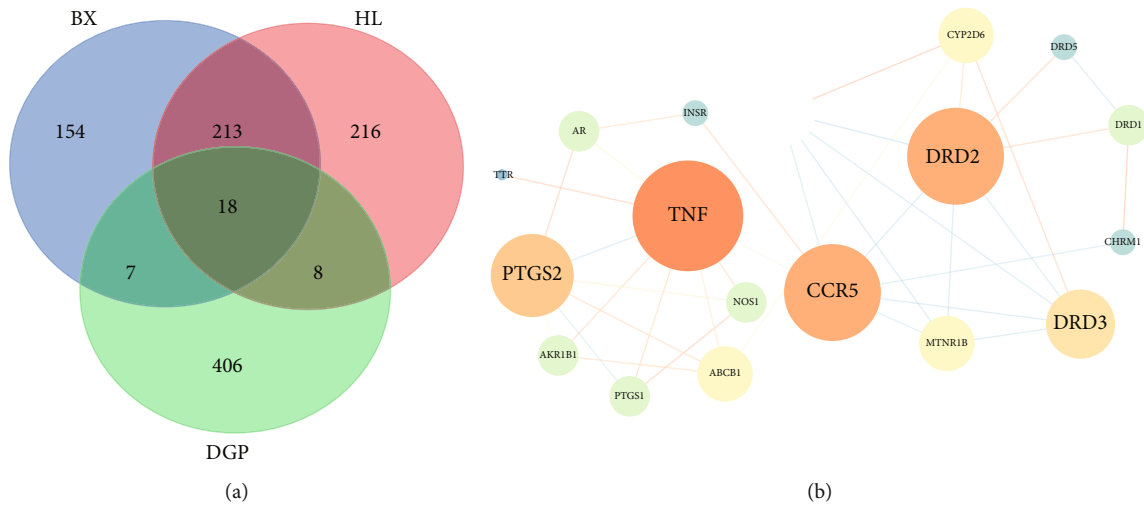 BX
HL
154
213
216
18
7
8
406
DGP
(a)
CYP2D6
DRD5
INSR
AR
DRD1
DRD2
TTR
TNF
CHRM1
PTGS2
CCR5
NOS1
DRD3
MTNR1B
AKR1B1
ABCB1
PTGS1
(b)